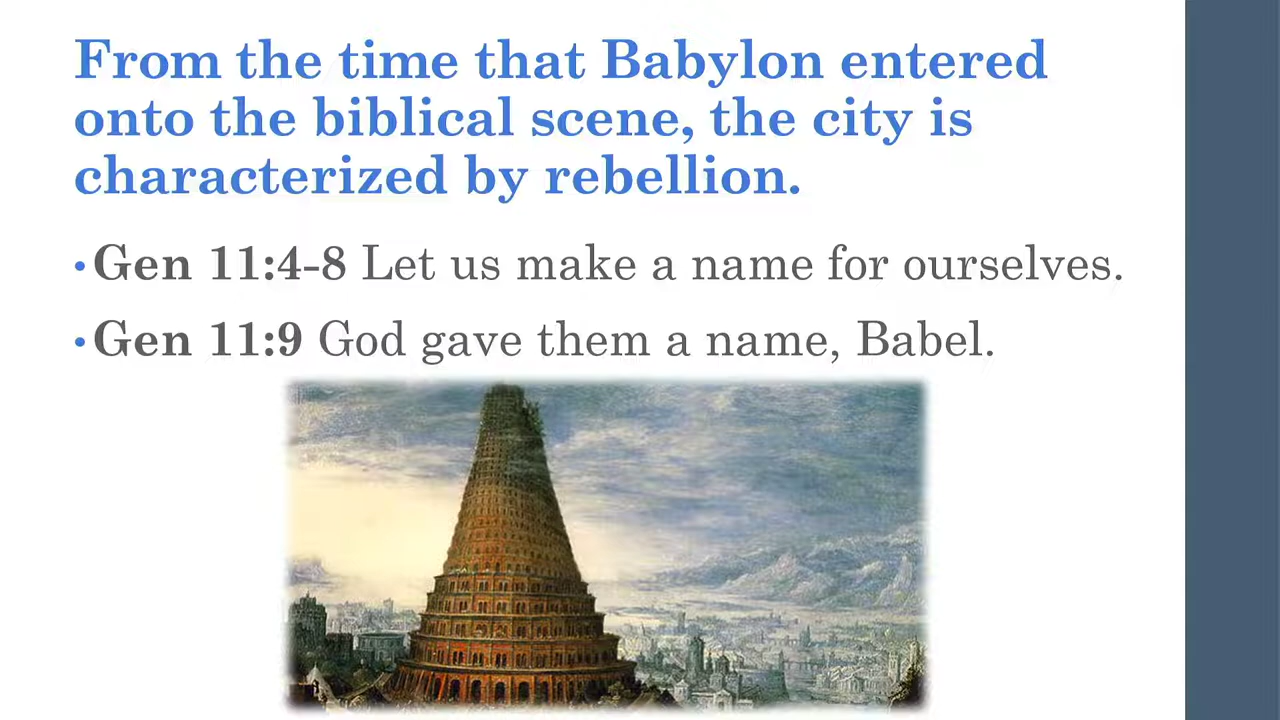 From the time that Babylon entered
onto the biblical scene, the city is
characterized by rebellion.
• Gen 11:4-8 Let us make a name for ourselves.
• Gen 11:9 God gave them a name, Babel.